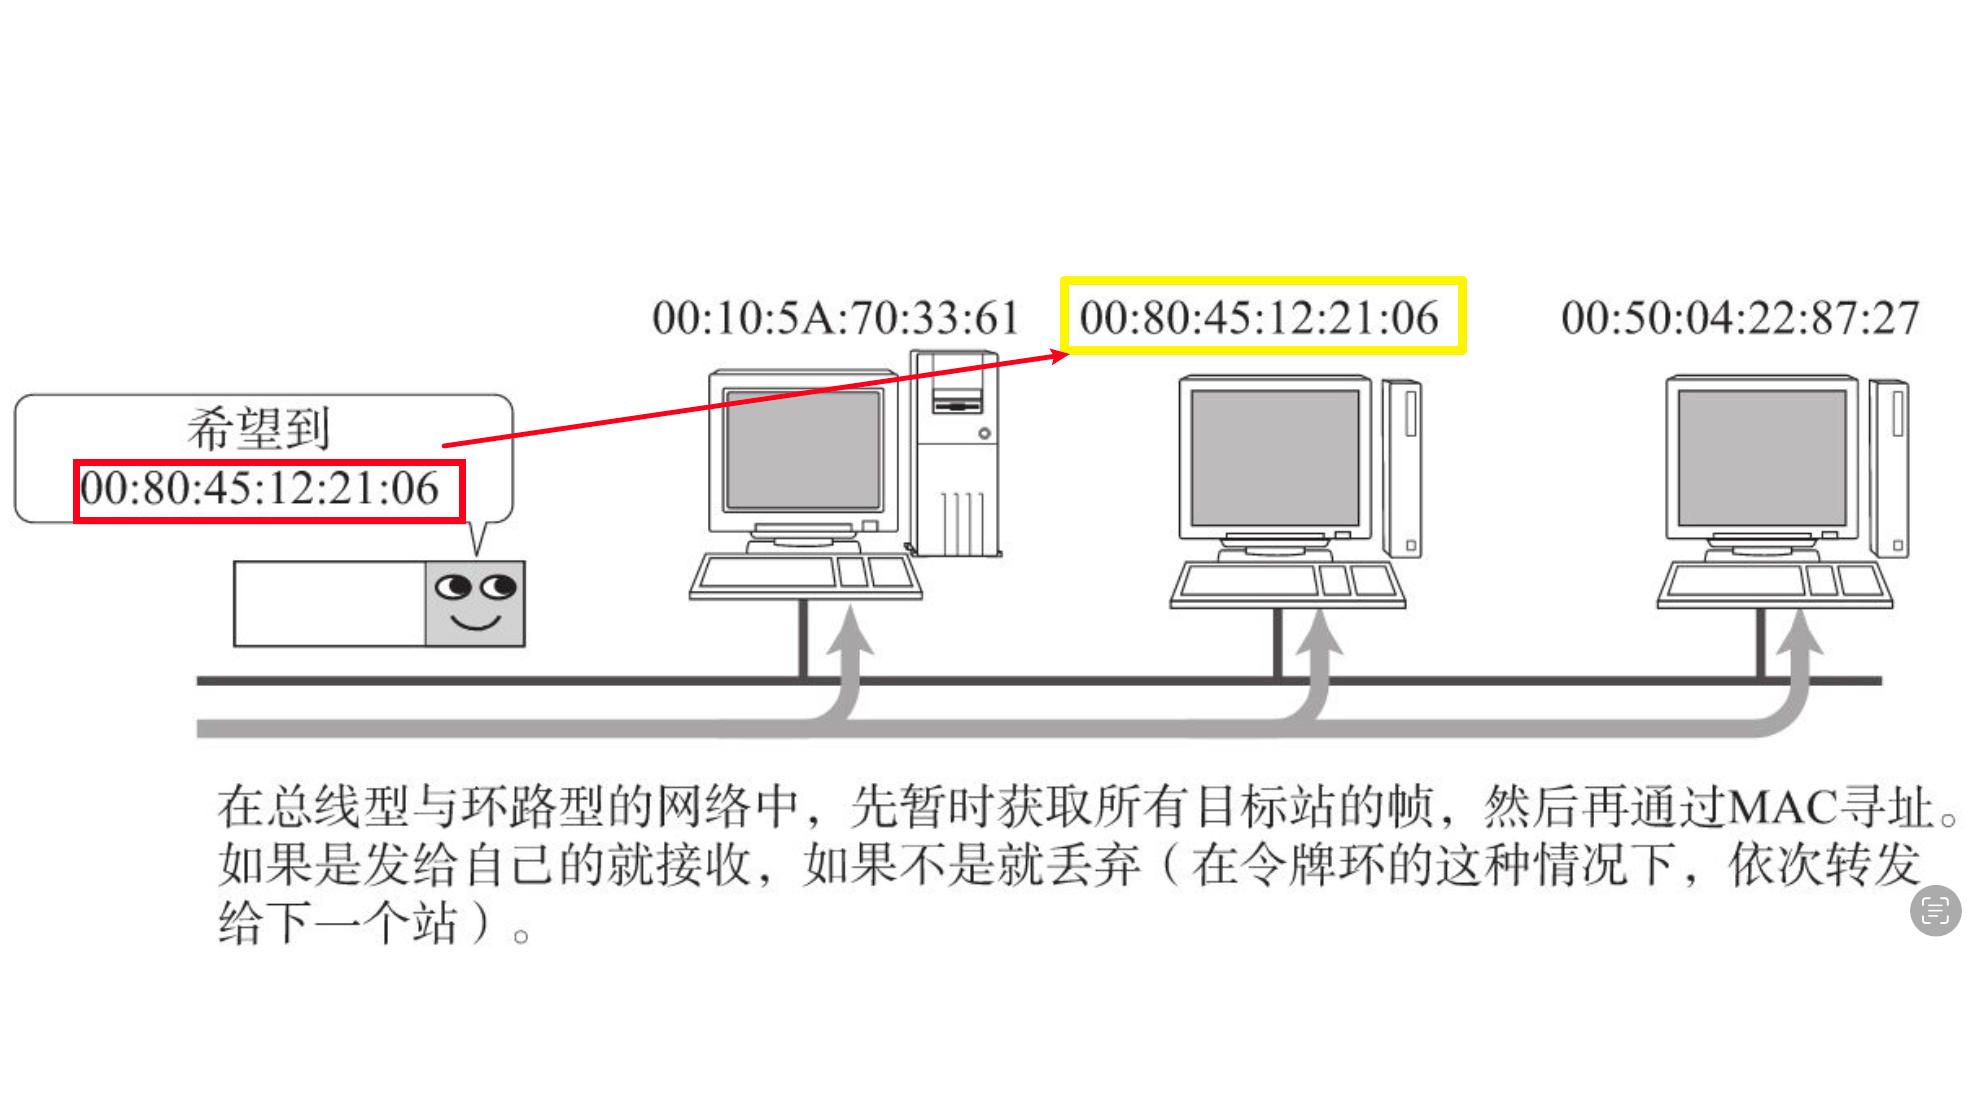 00:10:5A:70:33:61
00:80:45:12:21:06
00:50:04:22:87:27
希望到
00:80:45:12:21:06
在总线型与环路型的网络中，先暂时获取所有目标站的帧，然后再通过MAC寻址。
如果是发给自己的就接收，如果不是就丢弃（在令牌环的这种情况下，依次转发
给下一个站）。